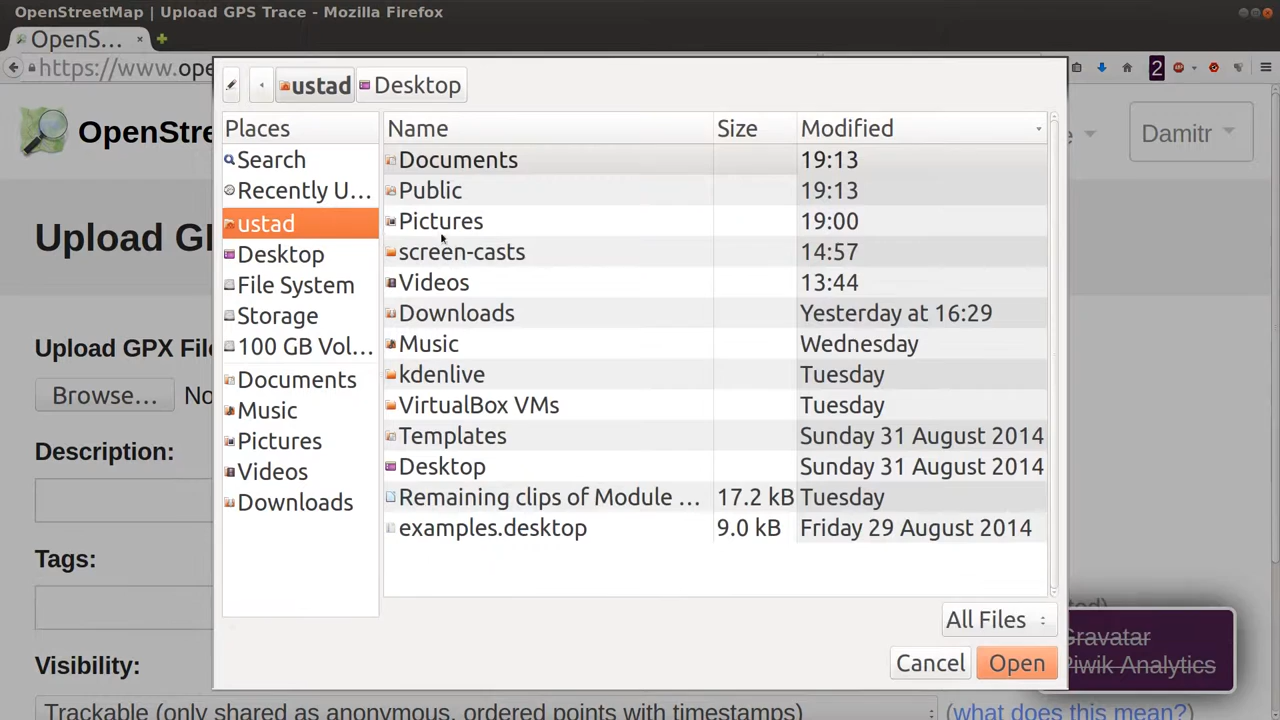 OpenStreetMap | Upload GPS Trace - Mozilla Firefox
OpenS...
https://www.ope
2
ustad Desktop
OpenStreet
Damitr
Places Name Size Modified
Search Documents 19:13
Recently U... Public 19:13
ustad Pictures 19:00
Desktop screen-casts 14:57
File System Videos 13:44
Storage Downloads Yesterday at 16:29
100 GB Vol... Music Wednesday
Documents kdenlive Tuesday
Music VirtualBox VMs Tuesday
Pictures Templates Sunday 31 August 2014
Videos Desktop Sunday 31 August 2014
Downloads Remaining clips of Module ... 17.2 kB Tuesday
examples.desktop 9.0 kB Friday 29 August 2014
Upload G
Upload GPX Fil
Browse... No
Description:
Tags:
All Files
Cancel Open
Gravatar
Piwik Analytics
Visibility:
Trackable (only shared as anonymous, ordered points with timestamps) (what does this mean?)